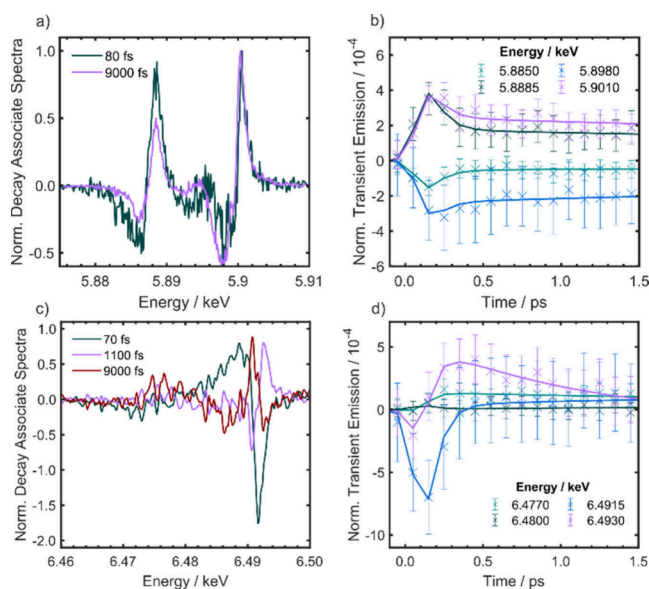 a)
80 fs
9000 fs
Norm. Decay Associate Spectra
1.0
0.5
0.0
-0.5
5.88 5.89 5.9 5.91
Energy / keV
b)
Energy / keV
5.8850 5.8980
5.8885 5.9010
Norm. Transient Emission / 10⁻⁴
6
4
2
0
-2
-4
-6
0.0 0.5 1.0 1.5
Time / ps
c)
70 fs
1100 fs
9000 fs
Norm. Decay Associate Spectra
1.0
0.5
0.0
-0.5
-1.0
-1.5
-2.0
6.46 6.47 6.48 6.49 6.50
Energy / keV
d)
Norm. Transient Emission / 10⁻⁴
5
0
-5
-10
Energy / keV
6.4770 6.4915
6.4800 6.4930
0.0 0.5 1.0 1.5
Time / ps